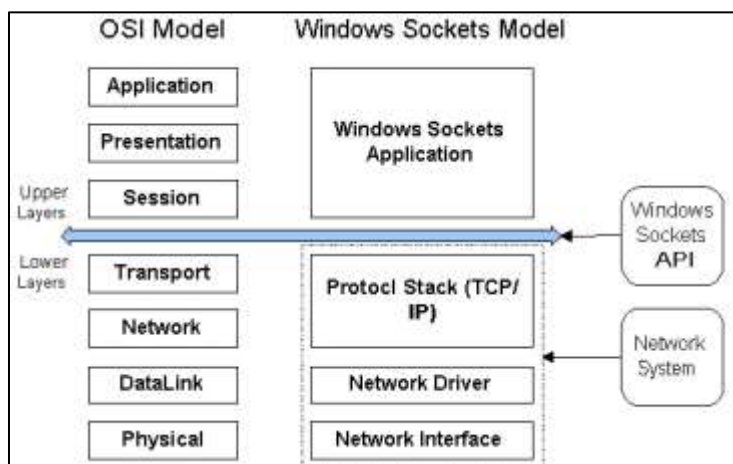 OSI Model
Windows Sockets Model
Application
Presentation
Session
Windows Sockets
Application
Upper
Layers
Windows
Sockets
API
Lower
Layers
Transport
Network
DataLink
Physical
Protocl Stack (TCP/
IP)
Network Driver
Network Interface
Network
System